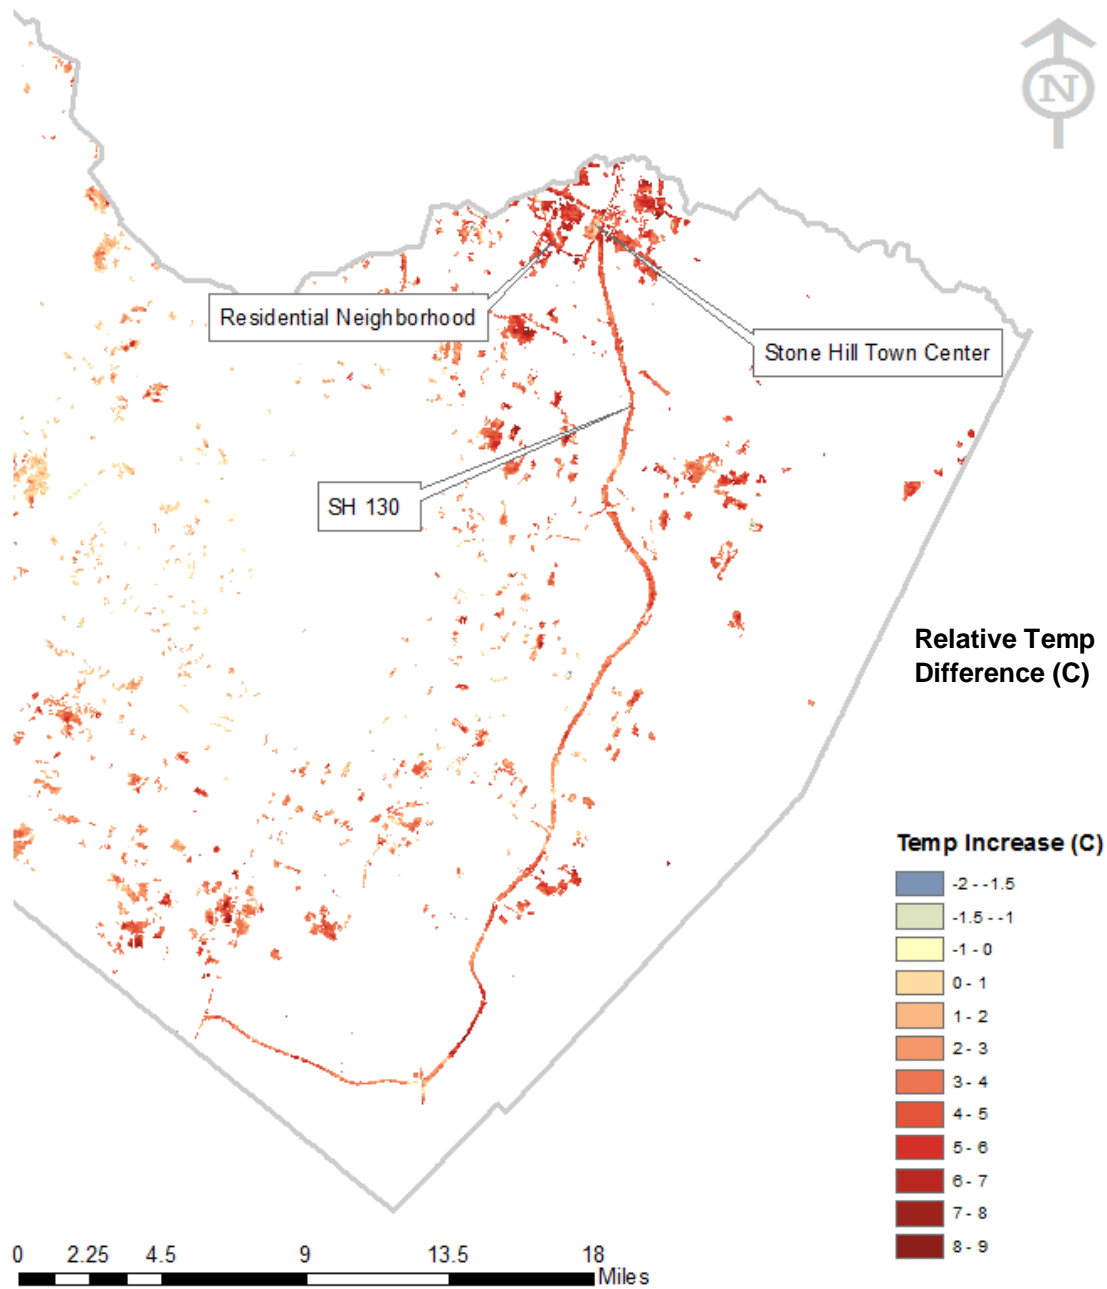 N
Residential Neighborhood
Stone Hill Town Center
SH 130
Relative Temp
Difference (C)
Temp Increase (C)
-2 - -1.5
-1.5 - -1
-1 - 0
0 - 1
1 - 2
2 - 3
3 - 4
4 - 5
5 - 6
6 - 7
7 - 8
8 - 9
0 2.25 4.5 9 13.5 18
Miles